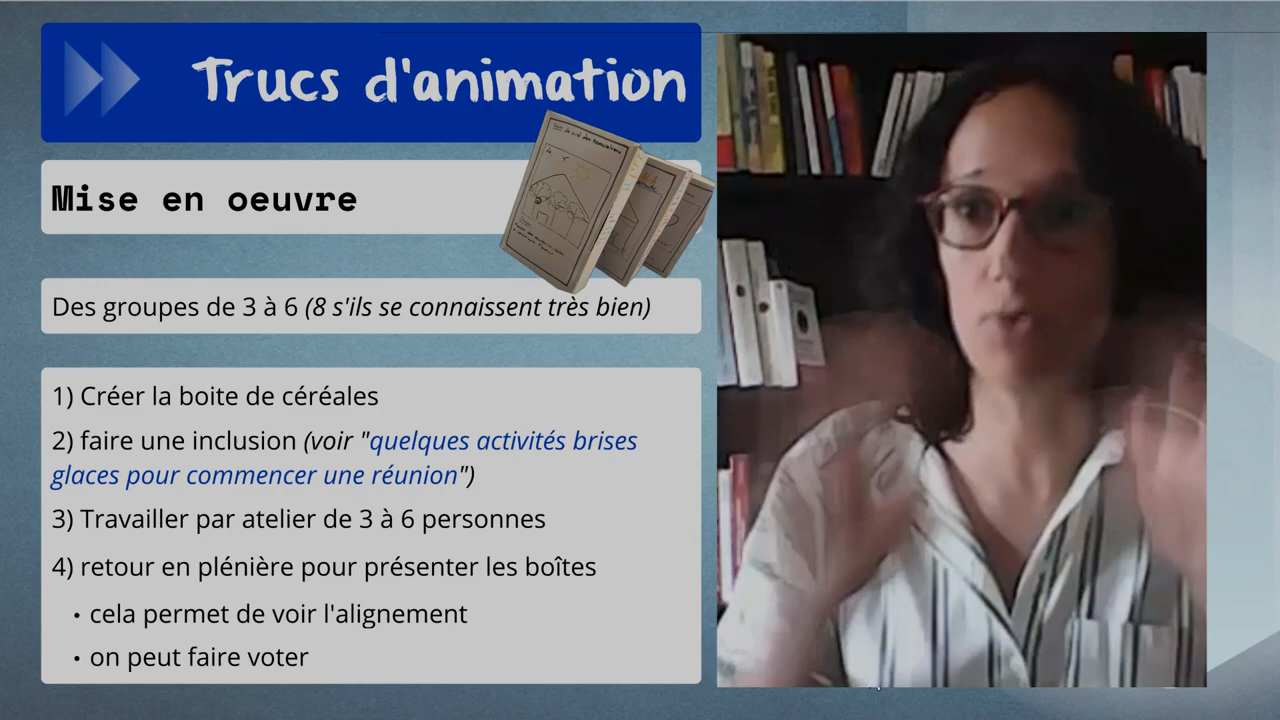 Trucs d'animation
Mise en oeuvre
Des groupes de 3 à 6 (8 s'ils se connaissent très bien)
1) Créer la boite de céréales
2) faire une inclusion (voir "quelques activités brises
glaces pour commencer une réunion")
3) Travailler par atelier de 3 à 6 personnes
4) retour en plénière pour présenter les boîtes
• cela permet de voir l'alignement
• on peut faire voter